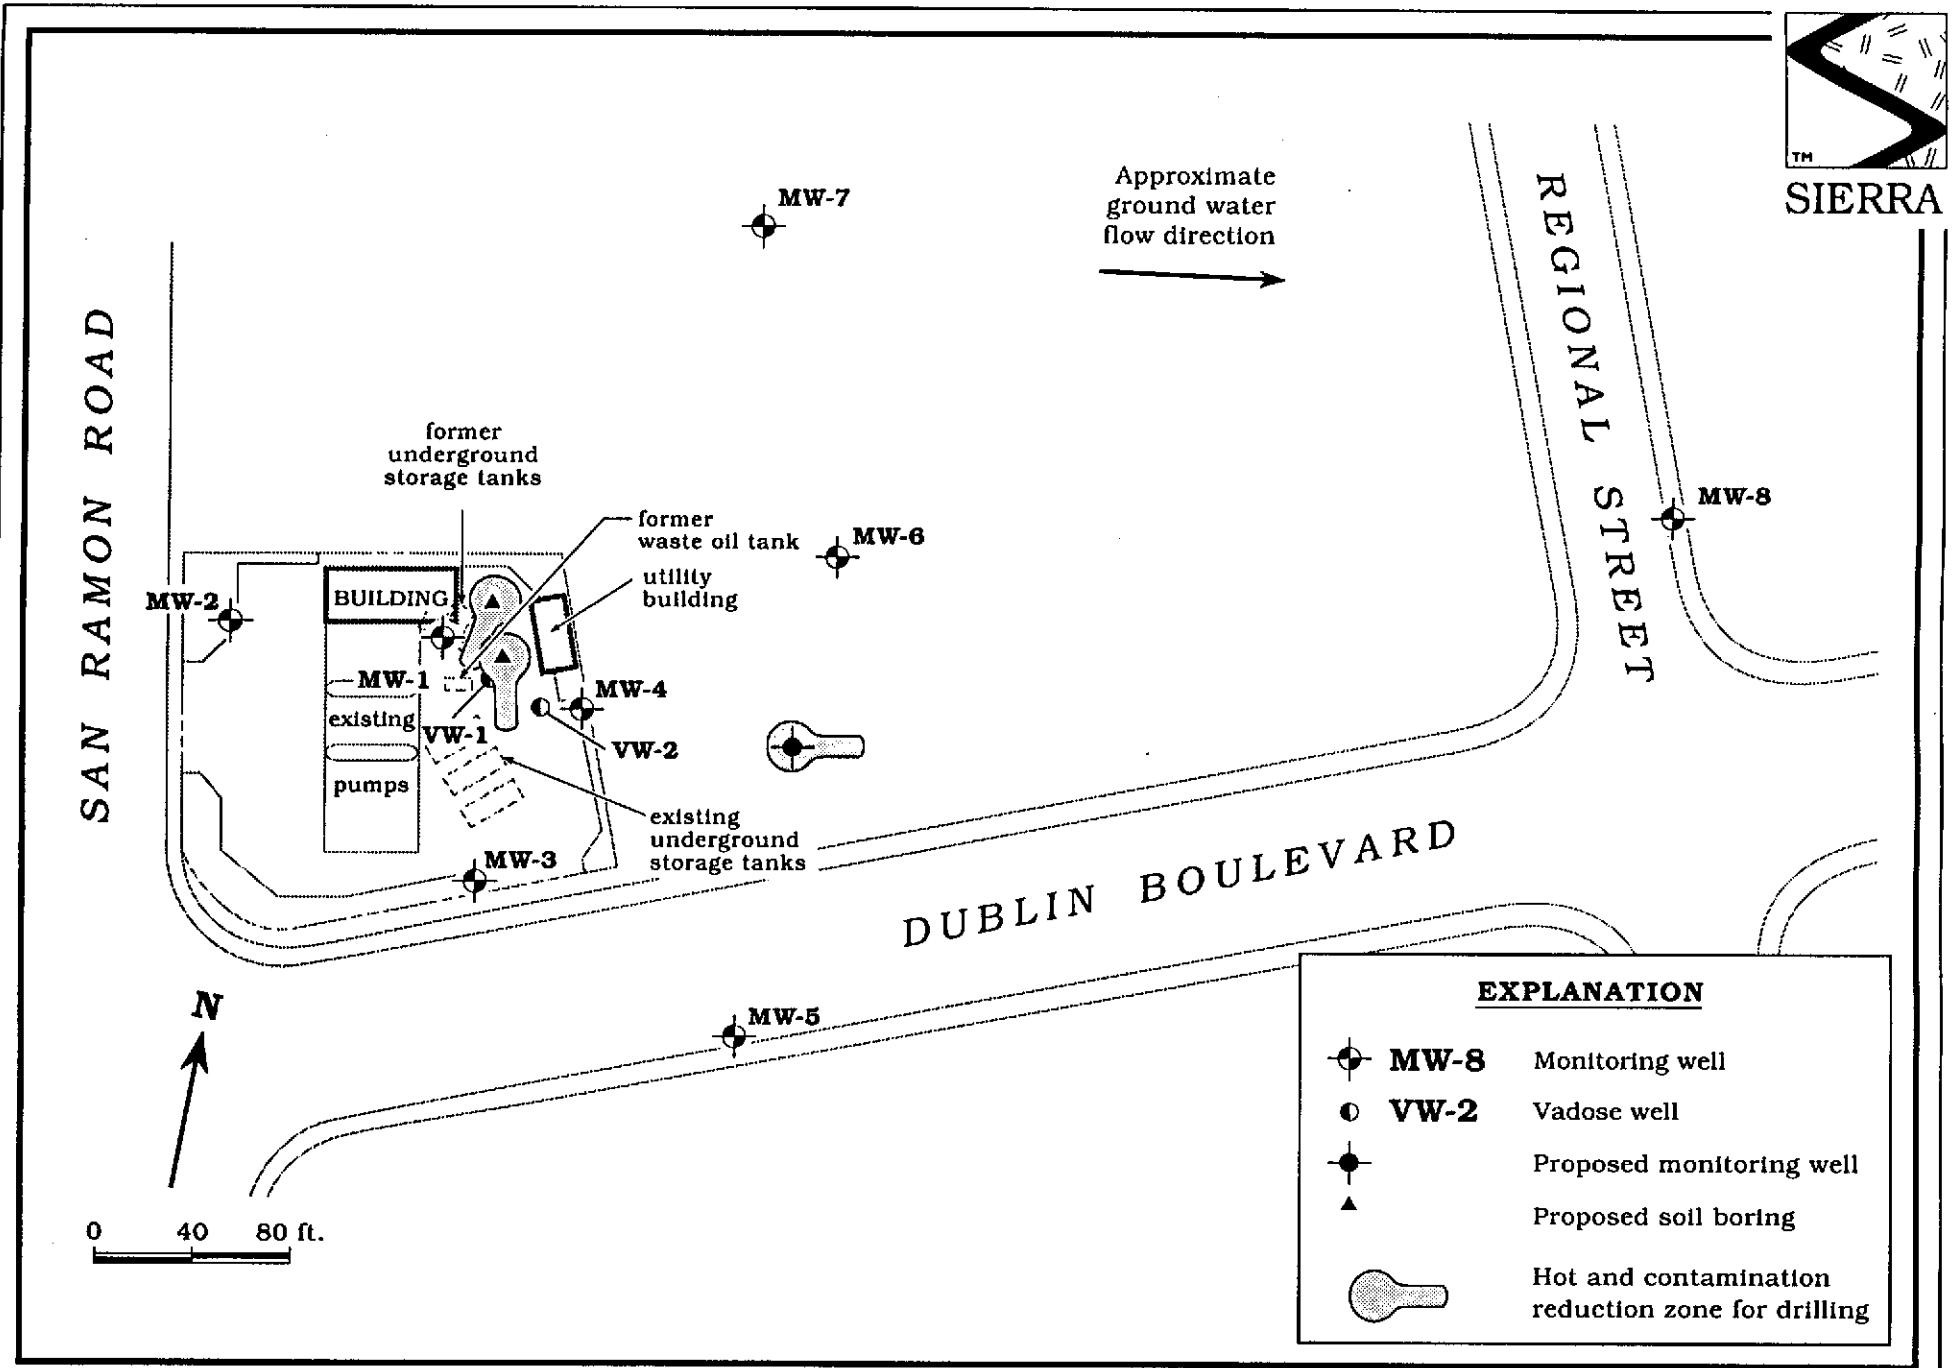 TM
SIERRA
MW-7
Approximate
ground water
flow direction
REGIONAL STREET
SAN RAMON ROAD
former
underground
storage tanks
former
waste oil tank
MW-6
MW-8
utility
building
BUILDING
MW-2
MW-1
MW-4
existing
VW-1
VW-2
pumps
existing
underground
storage tanks
MW-3
DUBLIN BOULEVARD
N
MW-5
0 40 80 ft.
EXPLANATION
MW-8 Monitoring well
VW-2 Vadose well
Proposed monitoring well
Proposed soil boring
Hot and contamination
reduction zone for drilling